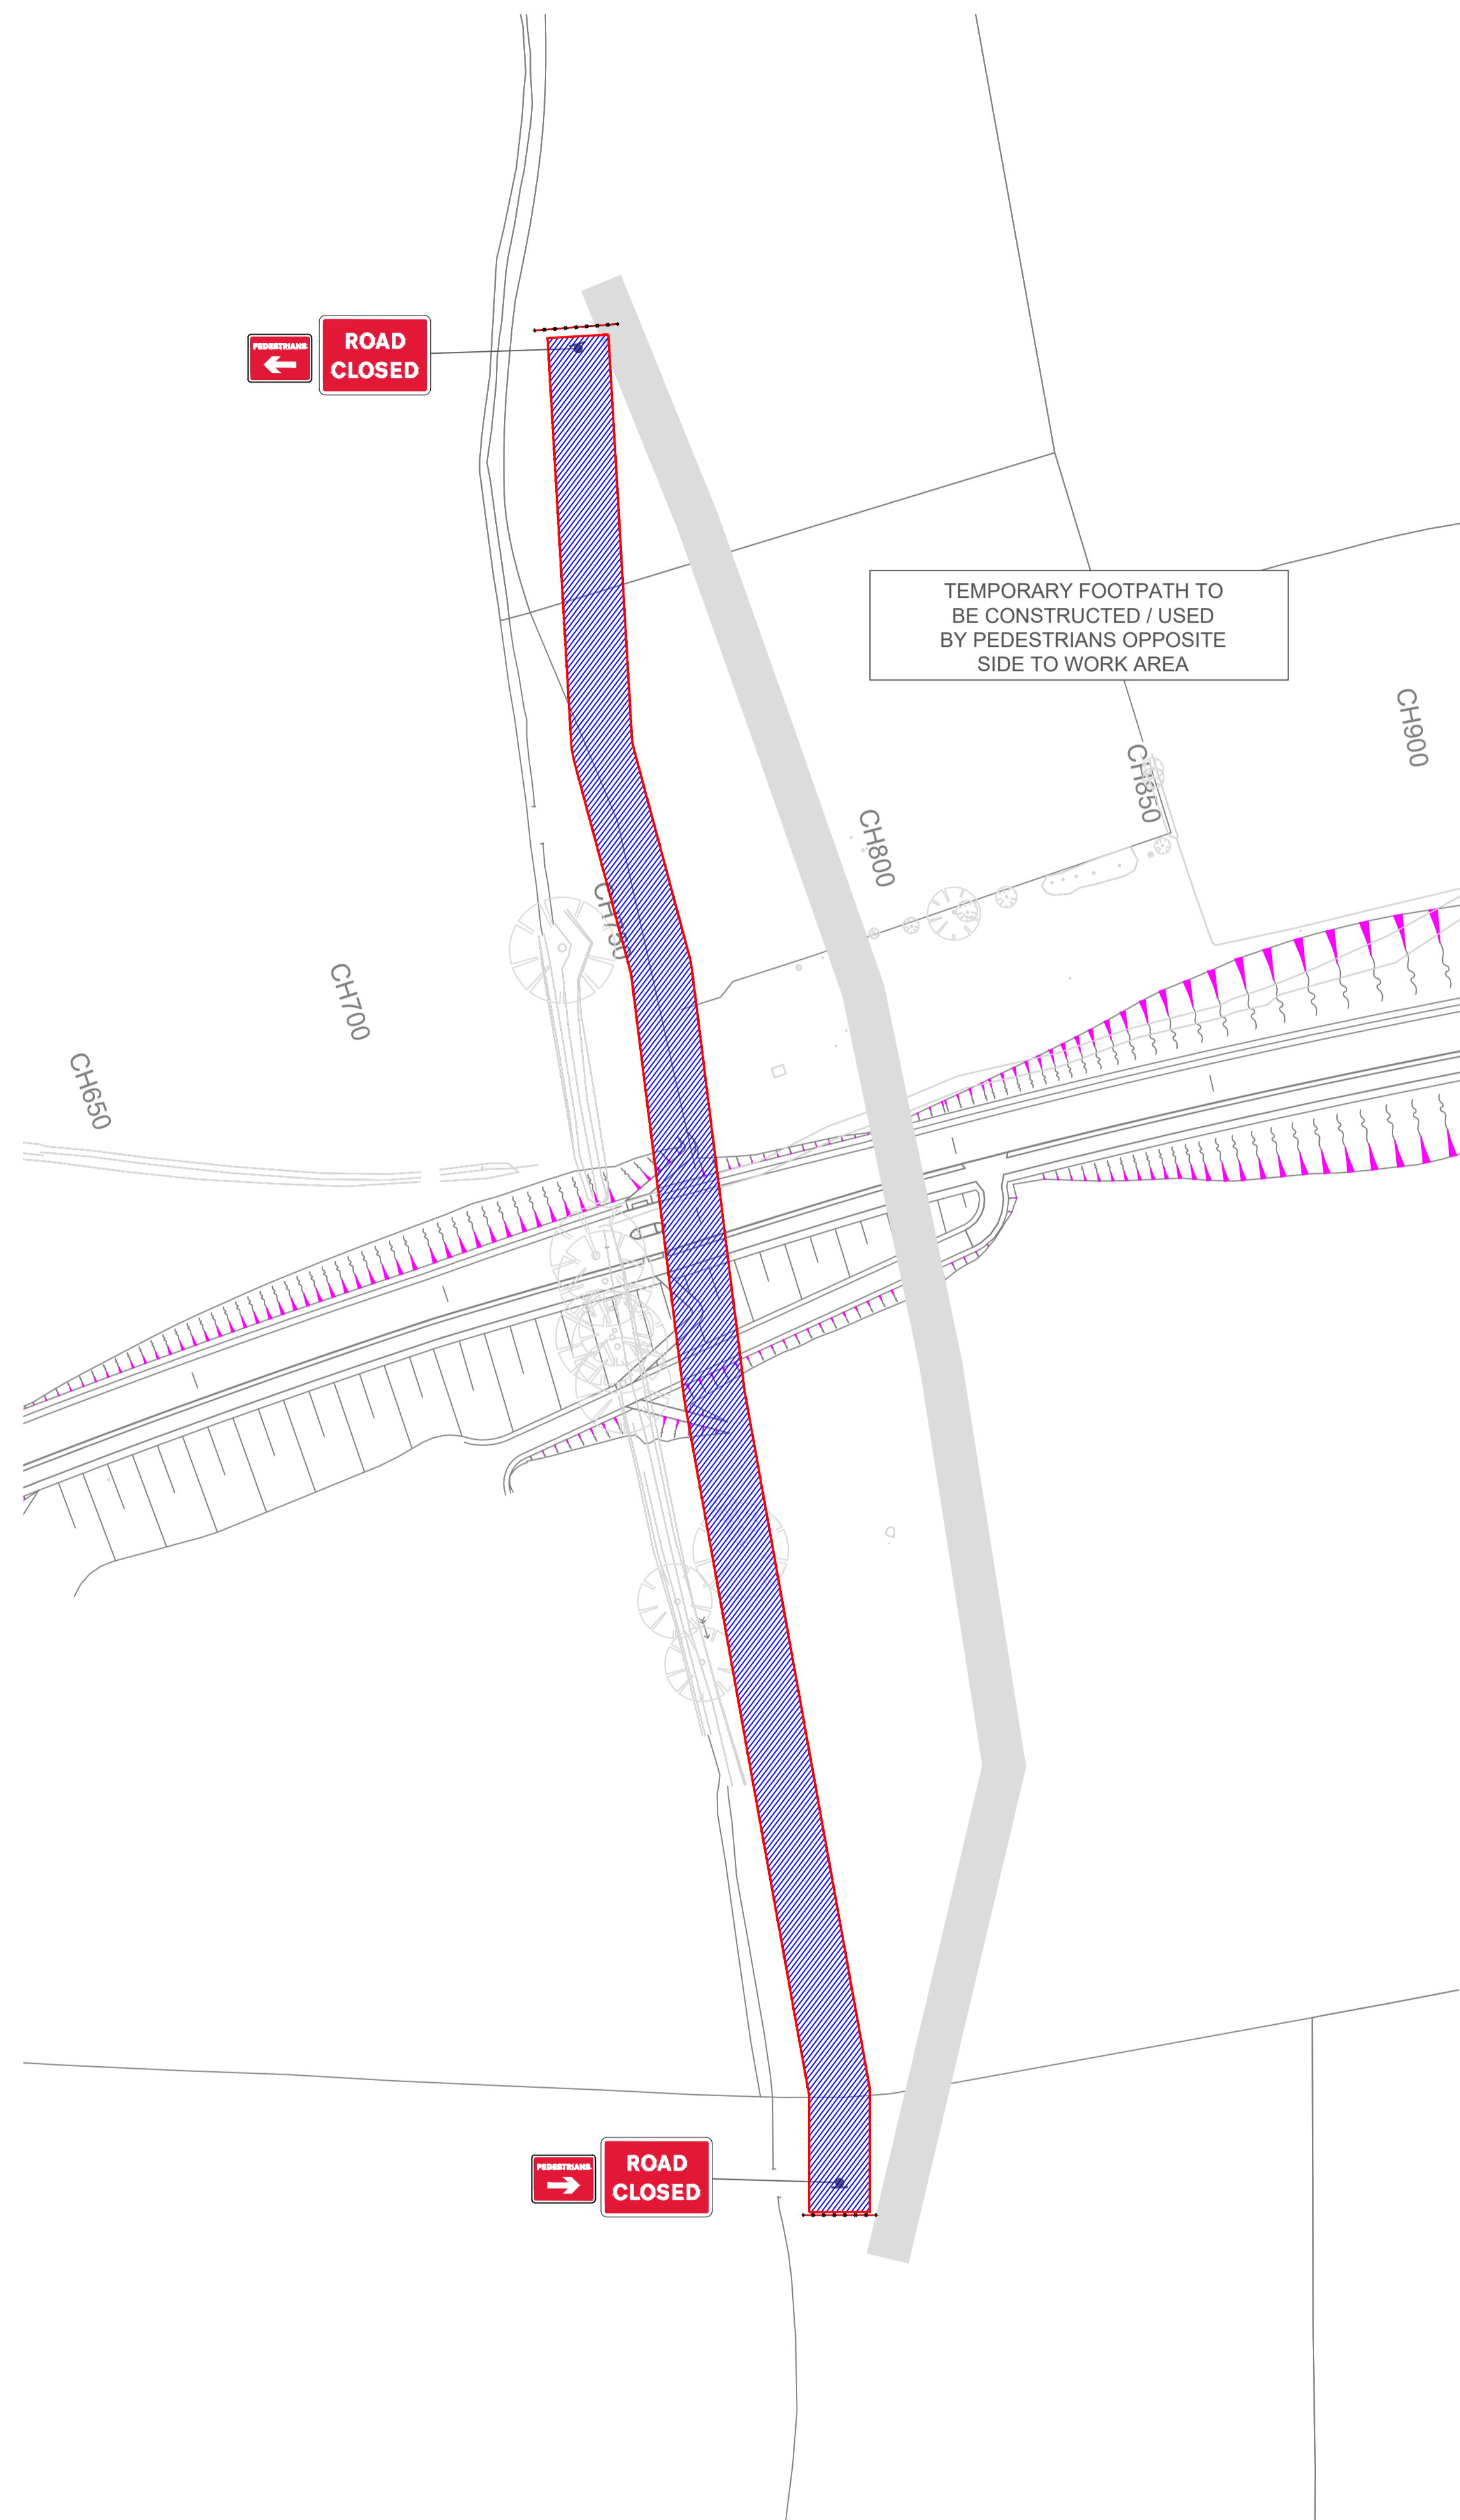 PEDESTRIANS
ROAD
CLOSED
TEMPORARY FOOTPATH TO
BE CONSTRUCTED / USED
BY PEDESTRIANS OPPOSITE
SIDE TO WORK AREA
CH900
CH850
CH800
CH750
CH700
CH650
PEDESTRIANS
ROAD
CLOSED